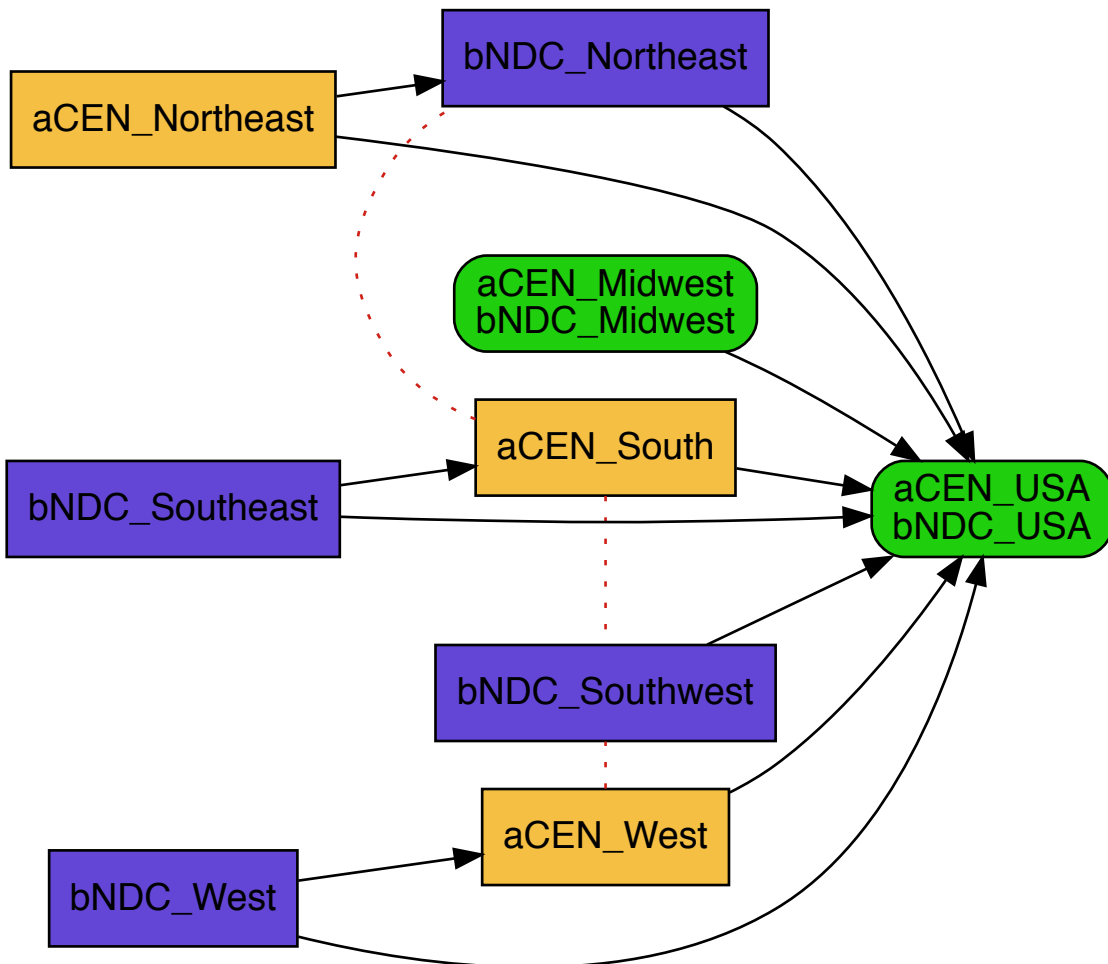 bNDC_Northeast
aCEN_Northeast
aCEN_Midwest
bNDC_Midwest
aCEN_South
bNDC_Southeast
aCEN_USA
bNDC_USA
bNDC_Southwest
aCEN_West
bNDC_West